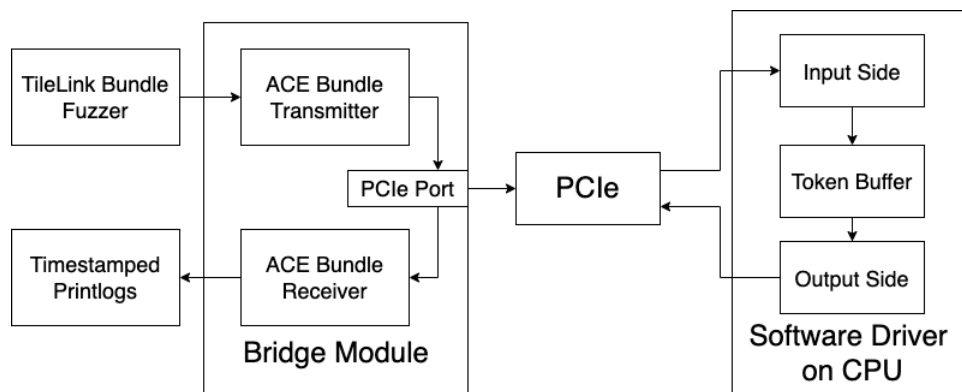 TileLink Bundle
Fuzzer
ACE Bundle
Transmitter
PCIe Port
Timestamped
Printlogs
ACE Bundle
Receiver
Bridge Module
PCIe
Input Side
Token Buffer
Output Side
Software Driver
on CPU